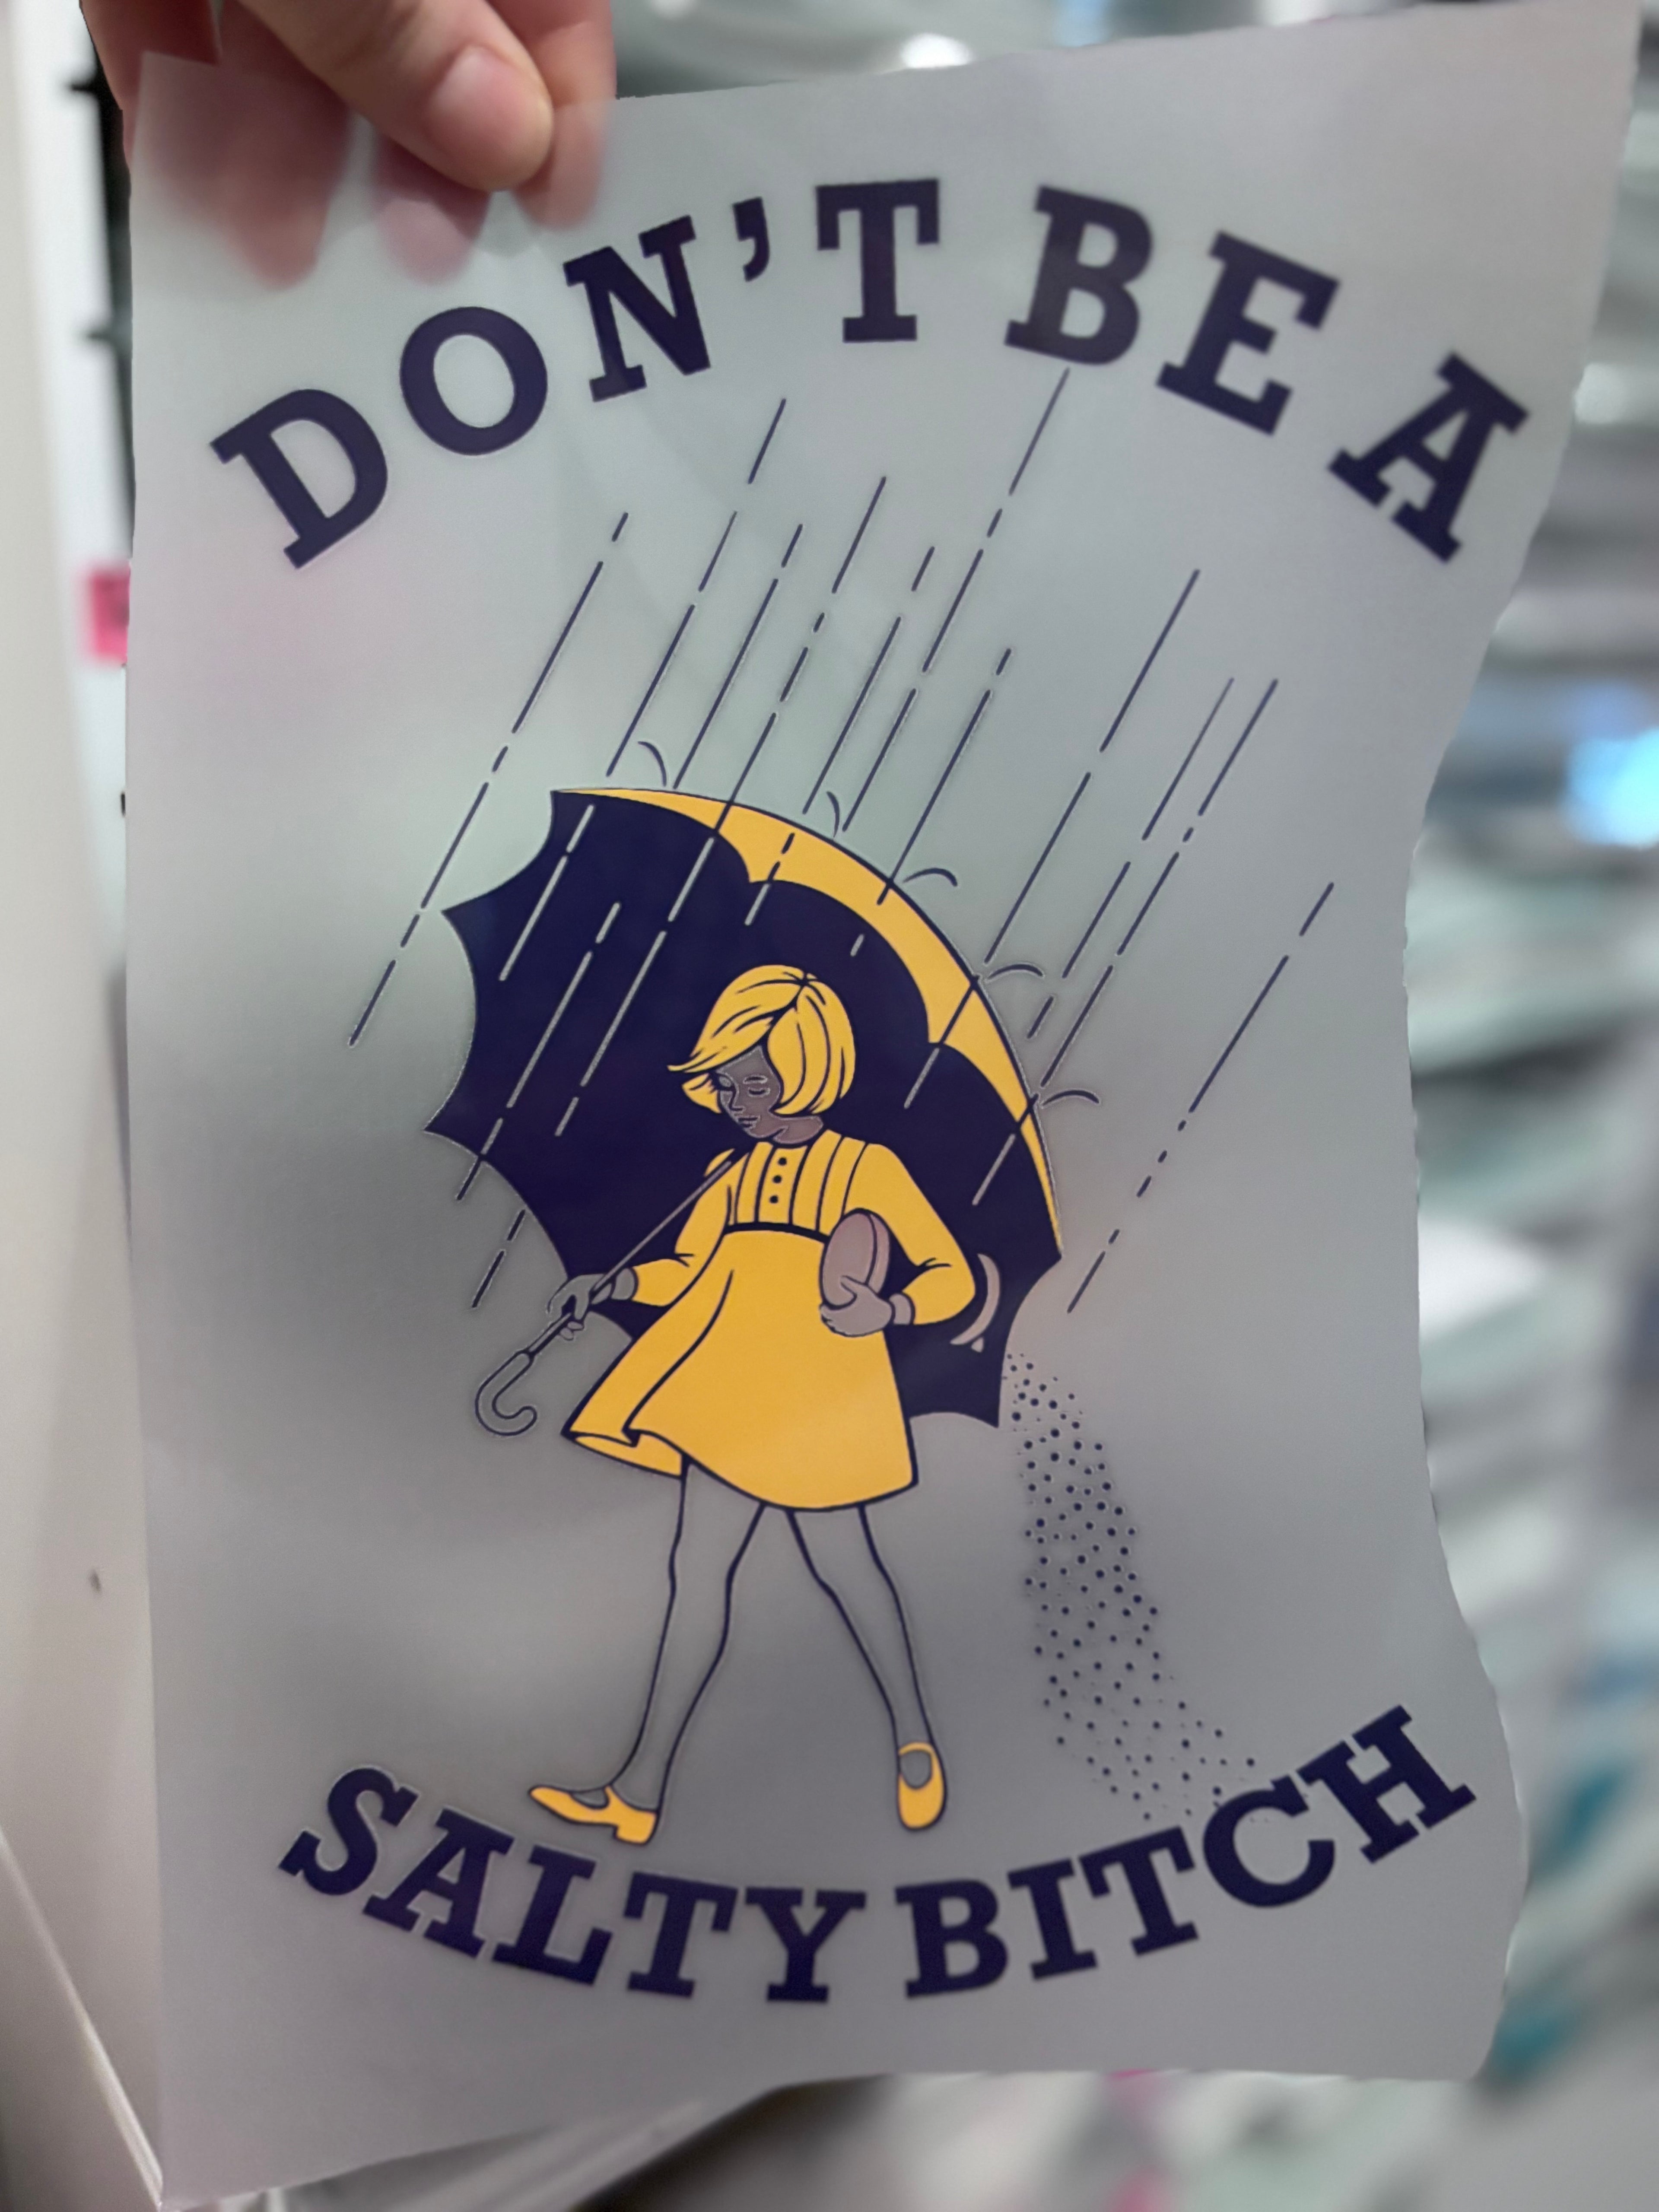 DON'T BE A
SALTY BITCH